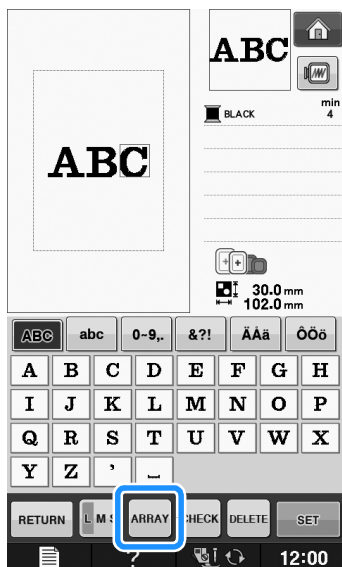 ABC
ABC
min
BLACK 4
30.0 mm
102.0 mm
ABC abc 0~9,. &?! ÄÅä ÔÖö
A B C D E F G H
I J K L M N O P
Q R S T U V W X
Y Z ' _
RETURN L M S ARRAY CHECK DELETE SET
? 12:00